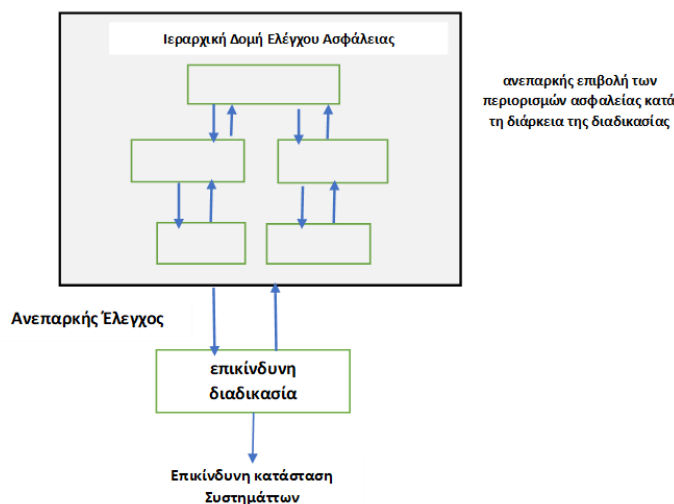 Ιεραρχική Δομή Ελέγχου Ασφάλειας
ανεπαρκής επιβολή των
περιορισμών ασφαλείας κατά
τη διάρκεια της διαδικασίας
Ανεπαρκής Έλεγχος
επικίνδυνη
διαδικασία
Επικίνδυνη κατάσταση
Συστημάττων